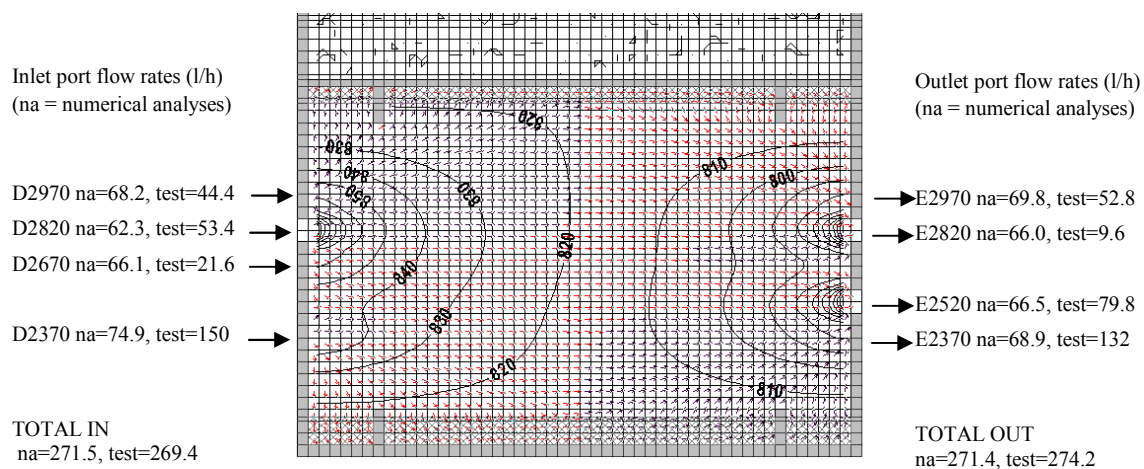 Inlet port flow rates (l/h)
(na = numerical analyses)
D2970 na=68.2, test=44.4
D2820 na=62.3, test=53.4
D2670 na=66.1, test=21.6
D2370 na=74.9, test=150
TOTAL IN
na=271.5, test=269.4
820
830
840
850
830
840
830
820
820
810
800
810
Outlet port flow rates (l/h)
(na = numerical analyses)
E2970 na=69.8, test=52.8
E2820 na=66.0, test=9.6
E2520 na=66.5, test=79.8
E2370 na=68.9, test=132
TOTAL OUT
na=271.4, test=274.2